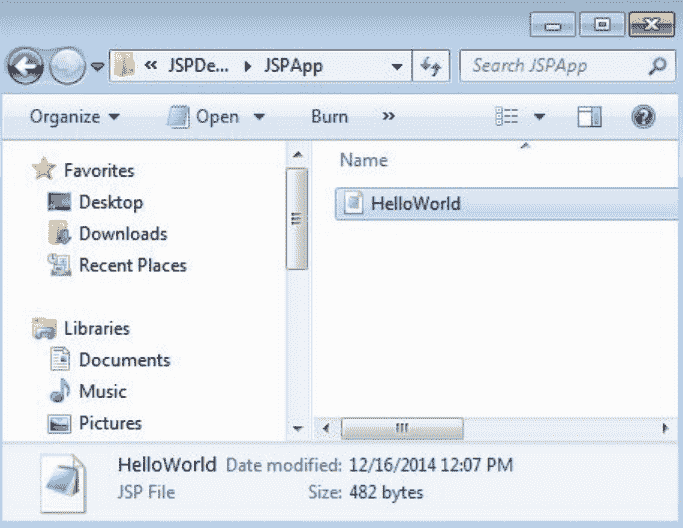 « JSPDe... JSPApp Search JSPApp
Organize Open Burn »
Name
HelloWorld
Favorites
Desktop
Downloads
Recent Places
Libraries
Documents
Music
Pictures
HelloWorld Date modified: 12/16/2014 12:07 PM
JSP File Size: 482 bytes